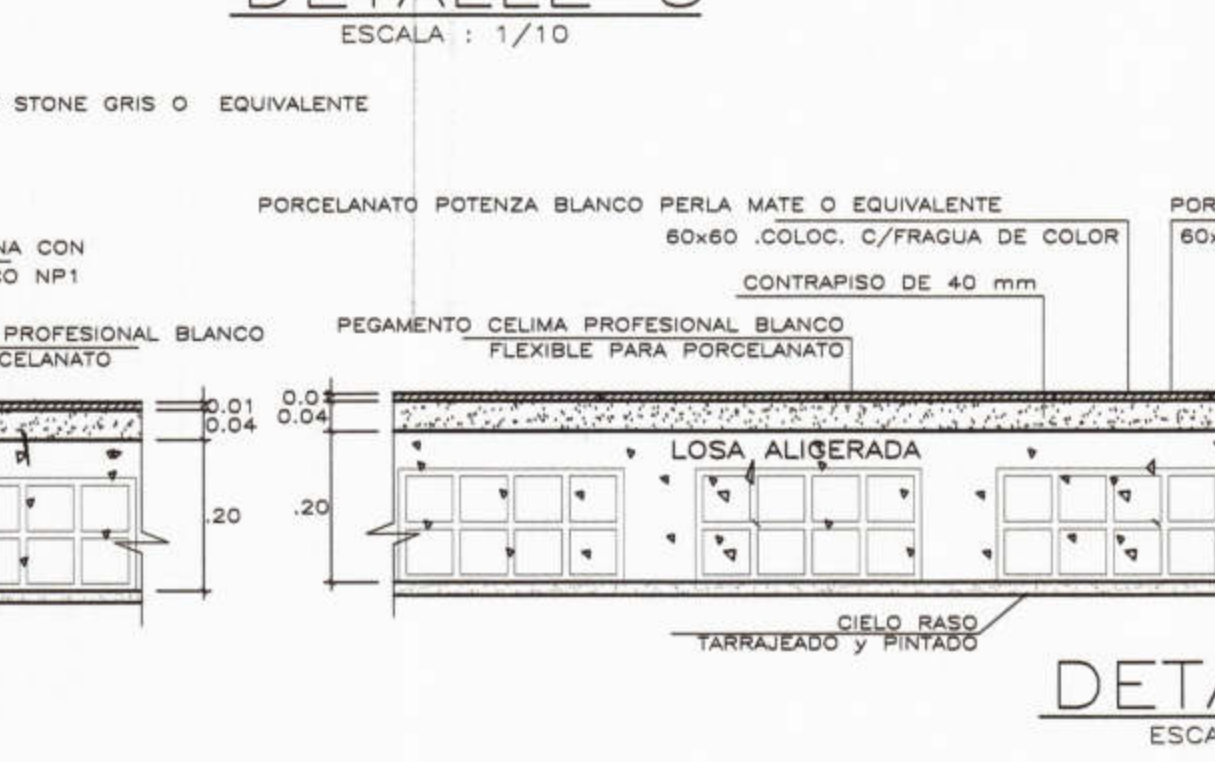 ESCALA : 1/10
STONE GRIS O EQUIVALENTE
PORCELANATO POTENZA BLANCO PERLA MATE O EQUIVALENTE
60x60 .COLOC. C/FRAGUA DE COLOR
CON
NP1
CONTRAPISO DE 40 mm
PROFESIONAL BLANCO
PEGAMENTO CELIMA PROFESIONAL BLANCO
FLEXIBLE PARA PORCELANATO
0.01
0.04
.20
0.04
.20
LOSA ALIGERADA
CIELO RASO
TARRAJEADO y PINTADO